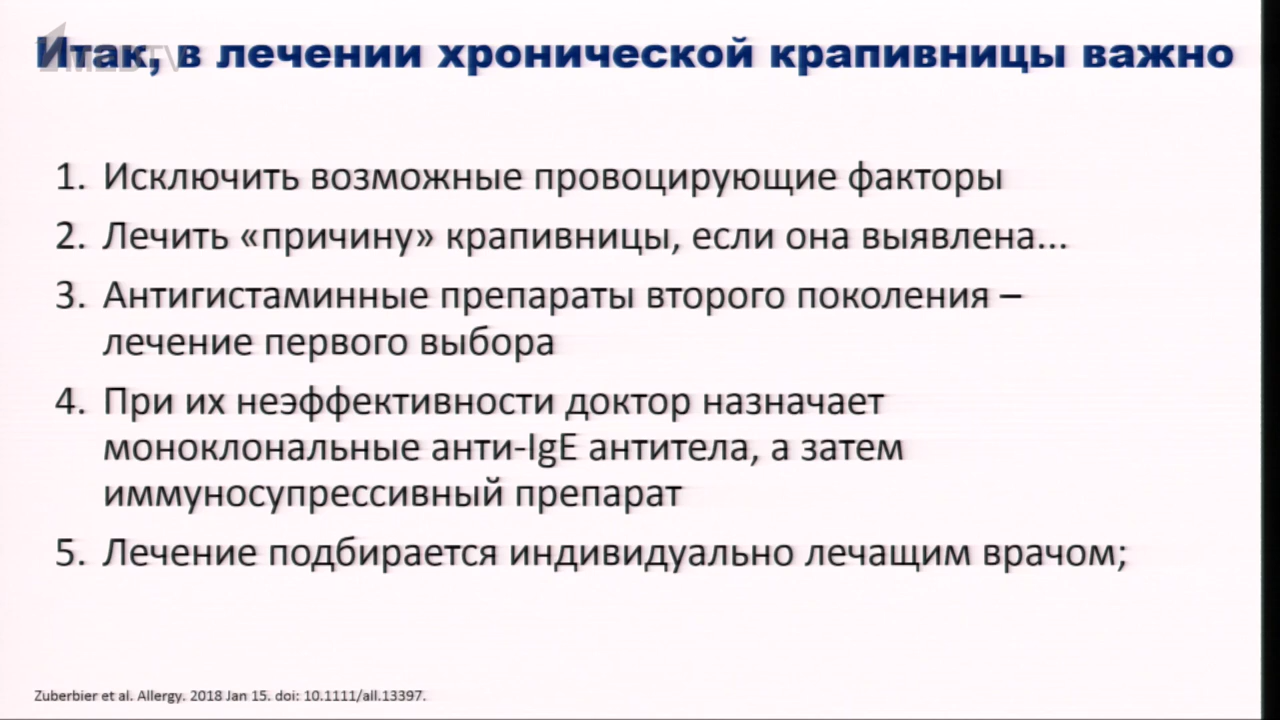 Итак, в лечении хронической крапивницы важно
1. Исключить возможные провоцирующие факторы
2. Лечить «причину» крапивницы, если она выявлена...
3. Антигистаминные препараты второго поколения –
лечение первого выбора
4. При их неэффективности доктор назначает
моноклональные анти-IgE антитела, а затем
иммуносупрессивный препарат
5. Лечение подбирается индивидуально лечащим врачом;
Zuberbier et al. Allergy. 2018 Jan 15. doi: 10.1111/all.13397.